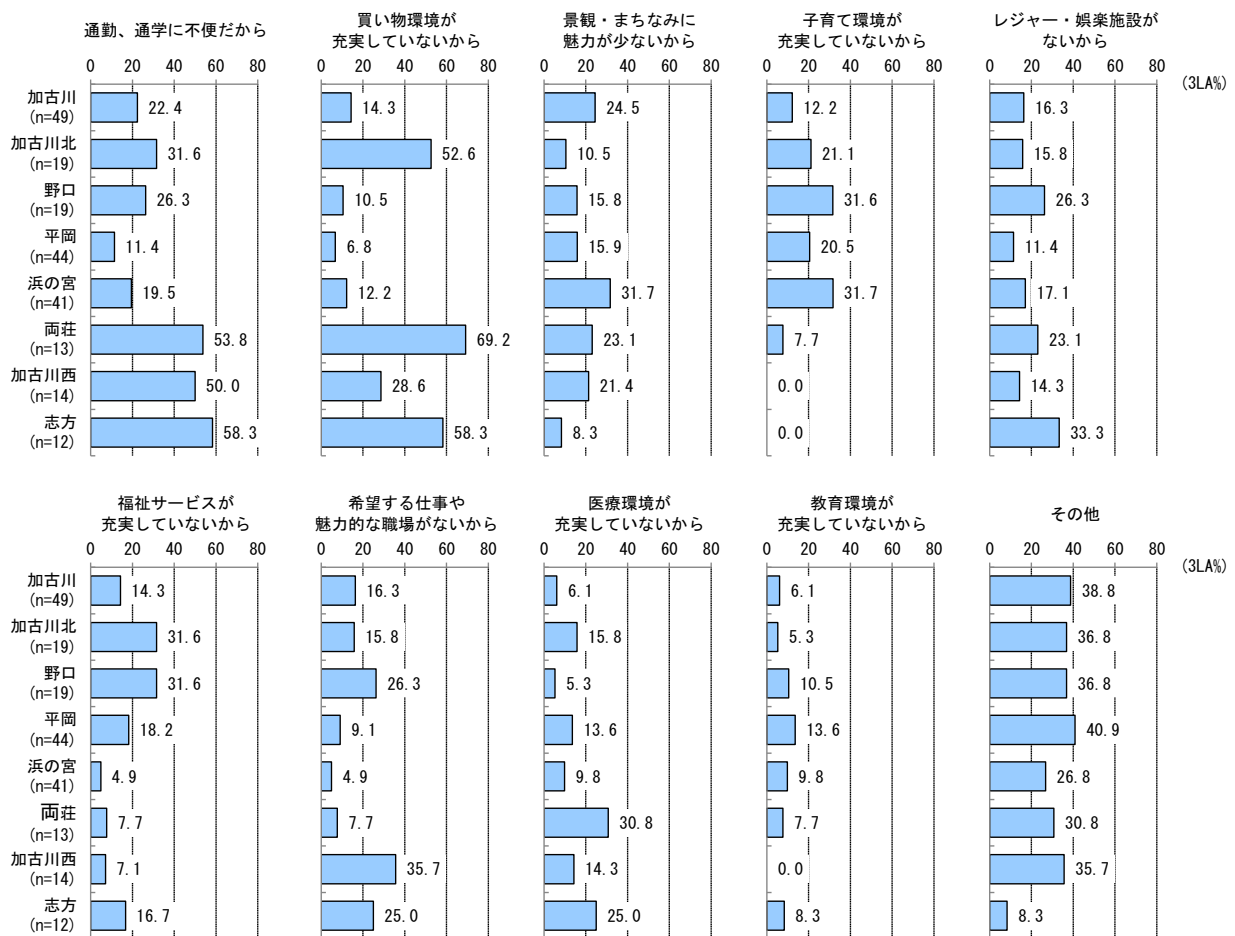 通勤、通学に不便だから
買い物環境が
充実していないから
景観・まちなみに
魅力が少ないから
子育て環境が
充実していないから
レジャー・娯楽施設が
ないから
0 20 40 60 80 0 20 40 60 80 0 20 40 60 80 0 20 40 60 80 0 20 40 60 80
(3LA%)
加古川
(n=49)
22.4 14.3 24.5 12.2 16.3
加古川北
(n=19)
31.6 52.6 10.5 21.1 15.8
野口
(n=19)
26.3 10.5 15.8 31.6 26.3
平岡
(n=44)
11.4 6.8 15.9 20.5 11.4
浜の宮
(n=41)
19.5 12.2 31.7 31.7 17.1
両荘
(n=13)
53.8 69.2 23.1 7.7 23.1
加古川西
(n=14)
50.0 28.6 21.4 0.0 14.3
志方
(n=12)
58.3 58.3 8.3 0.0 33.3
福祉サービスが
充実していないから
希望する仕事や
魅力的な職場がないから
医療環境が
充実していないから
教育環境が
充実していないから
その他
0 20 40 60 80 0 20 40 60 80 0 20 40 60 80 0 20 40 60 80 0 20 40 60 80
(3LA%)
加古川
(n=49)
14.3 16.3 6.1 6.1 38.8
加古川北
(n=19)
31.6 15.8 15.8 5.3 36.8
野口
(n=19)
31.6 26.3 5.3 10.5 36.8
平岡
(n=44)
18.2 9.1 13.6 13.6 40.9
浜の宮
(n=41)
4.9 4.9 9.8 9.8 26.8
両荘
(n=13)
7.7 7.7 30.8 7.7 30.8
加古川西
(n=14)
7.1 35.7 14.3 0.0 35.7
志方
(n=12)
16.7 25.0 25.0 8.3 8.3